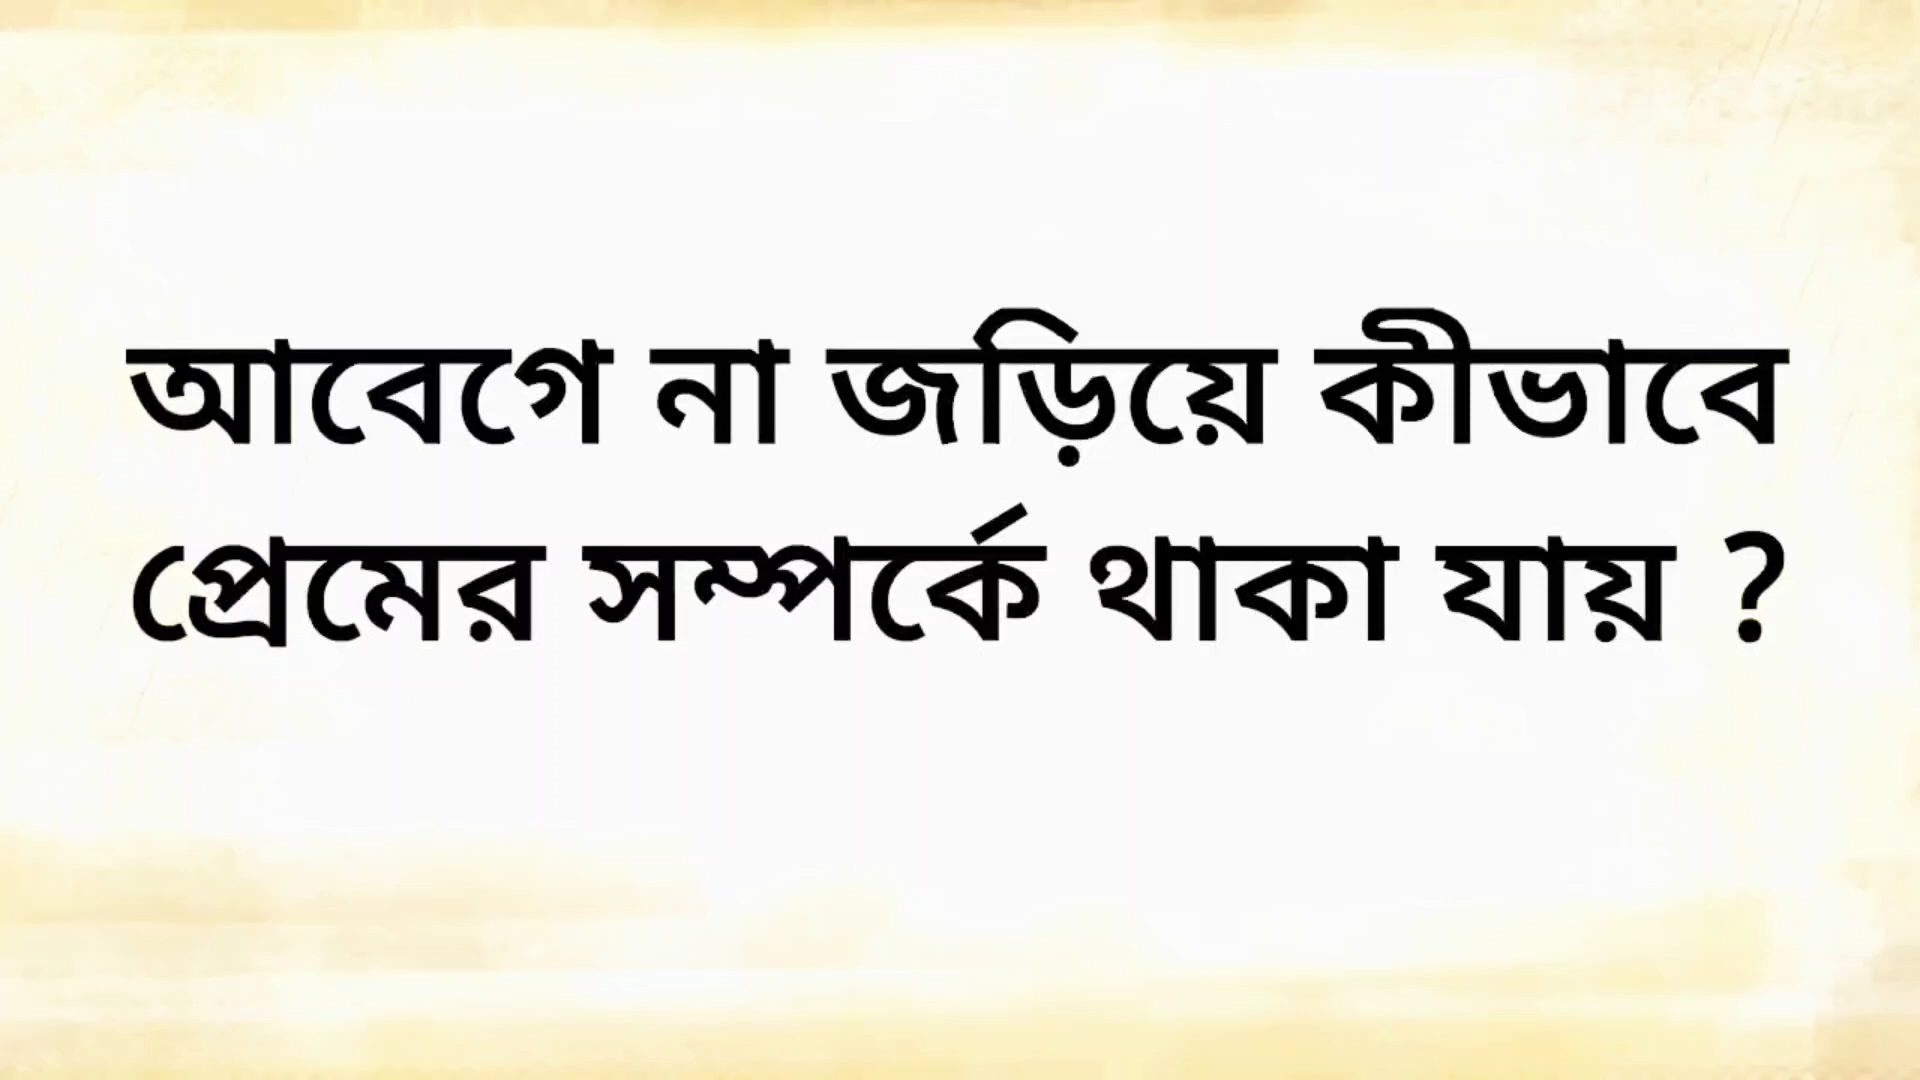 আবেগে না জড়িয়ে কীভাবে
প্রেমের সম্পর্কে থাকা যায় ?